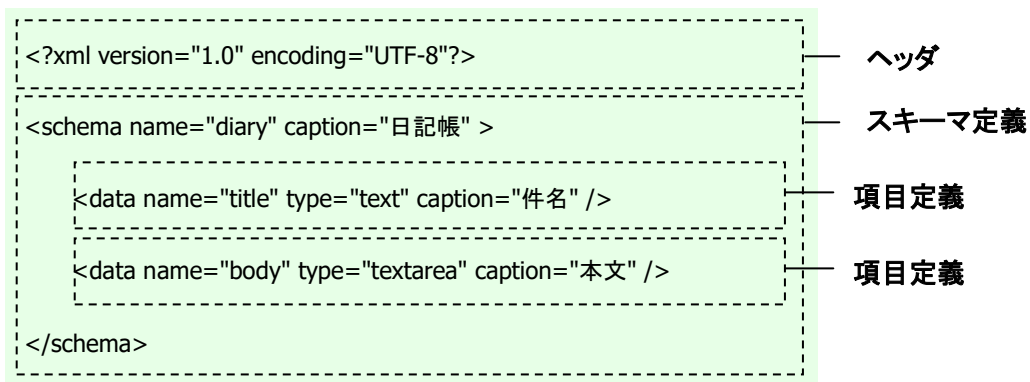 <?xml version="1.0" encoding="UTF-8"?>
ヘッダ
<schema name="diary" caption="日記帳" >
スキーマ定義
<data name="title" type="text" caption="件名" />
項目定義
<data name="body" type="textarea" caption="本文" />
項目定義
</schema>